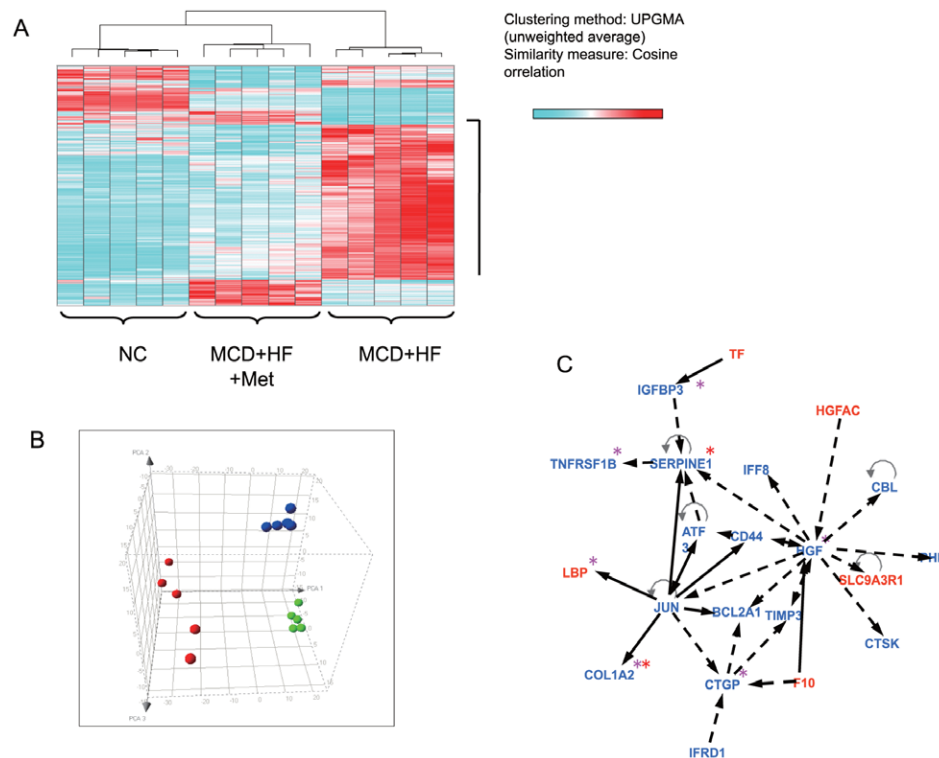 A
Clustering method: UPGMA
(unweighted average)
Similarity measure: Cosine
orrelation
NC
MCD+HF
+Met
MCD+HF
B
PCA 2
PCA 1
PCA 3
C
TF
IGFBP3 *
HGFAC
TNFRSF1B *
SERPINE1 *
IFF8
CBL
ATF
3
CD44
HGF *
LBP *
SLC9A3R1
JUN
BCL2A1
TIMP3
CTSK
COL1A2 **
CTGP *
F10
IFRD1